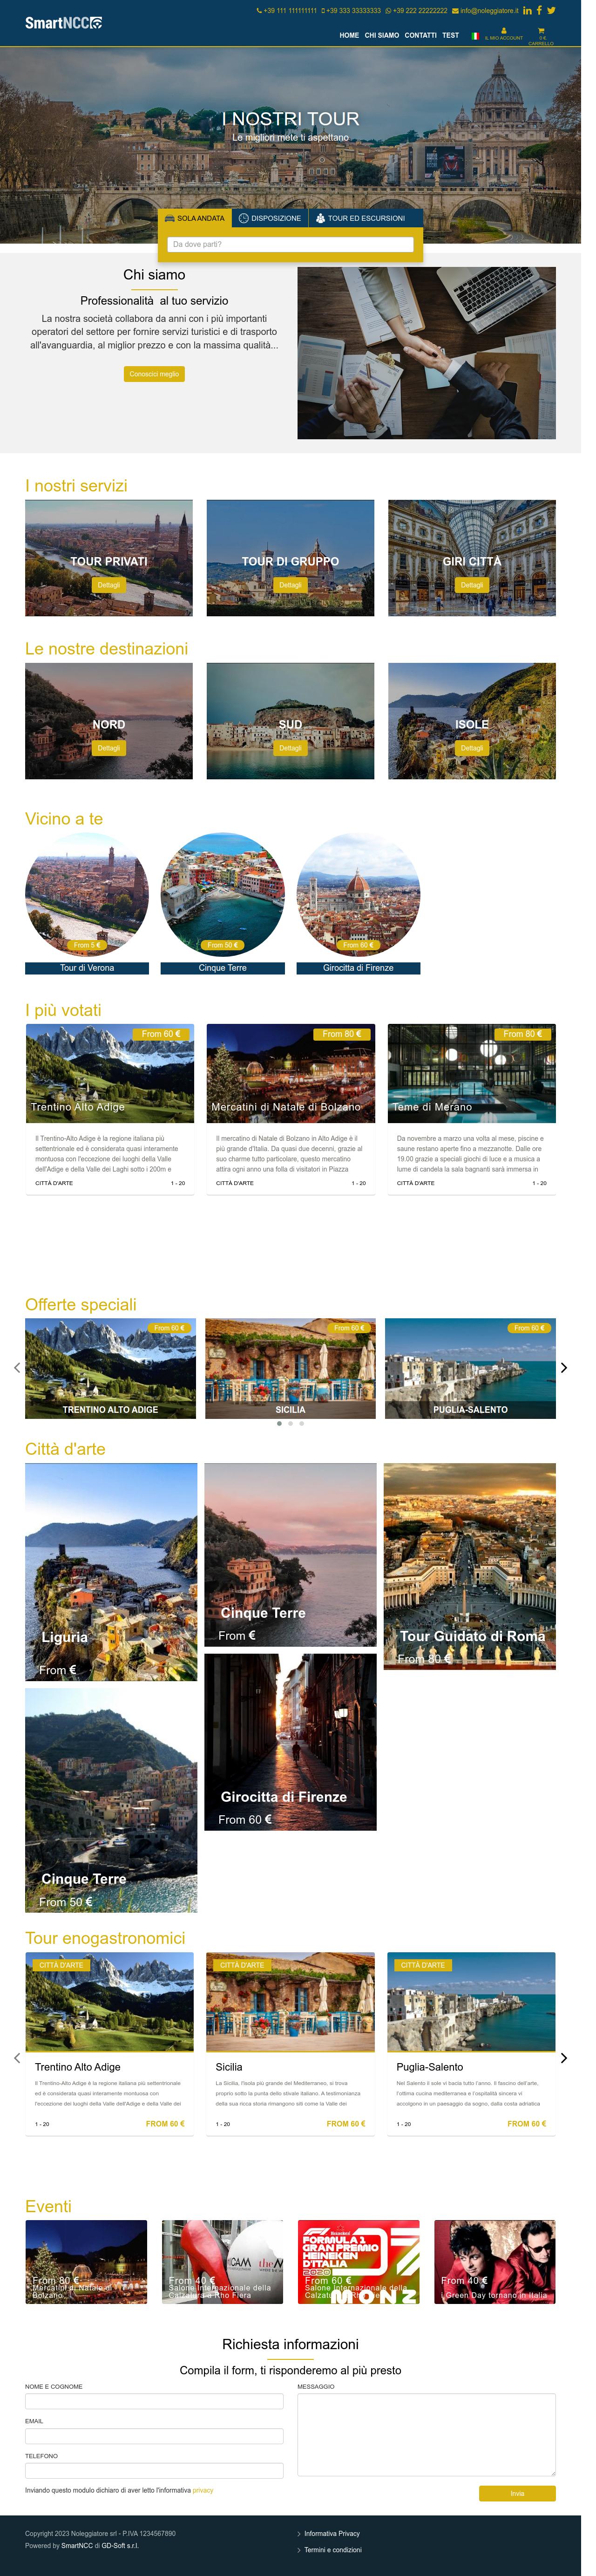 +39 111 111111111 +39 333 33333333 +39 222 22222222 info@noleggiatore.it
SmartNCC
HOME CHI SIAMO CONTATTI TEST
IL MIO ACCOUNT
0 €
CARRELLO
I NOSTRI TOUR
Le migliori mete ti aspettano
SOLA ANDATA DISPOSIZIONE TOUR ED ESCURSIONI
Da dove parti?
Chi siamo
Professionalità al tuo servizio
La nostra società collabora da anni con i più importanti
operatori del settore per fornire servizi turistici e di trasporto
all'avanguardia, al miglior prezzo e con la massima qualità...
Conoscici meglio
I nostri servizi
TOUR PRIVATI
Dettagli
TOUR DI GRUPPO
Dettagli
GIRI CITTÀ
Dettagli
Le nostre destinazioni
NORD
Dettagli
SUD
Dettagli
ISOLE
Dettagli
Vicino a te
From 5 €
Tour di Verona
From 50 €
Cinque Terre
From 60 €
Girocitta di Firenze
I più votati
From 60 €
Trentino Alto Adige
Il Trentino-Alto Adige è la regione italiana più
settentrionale ed è considerata quasi interamente
montuosa con l'eccezione dei luoghi della Valle
dell'Adige e della Valle dei Laghi sotto i 200m e
CITTÀ D'ARTE 1 - 20
From 80 €
Mercatini di Natale di Bolzano
Il mercatino di Natale di Bolzano in Alto Adige è il
più grande d'Italia. Da quasi due decenni, grazie al
suo charme tutto particolare, questo mercatino
attira ogni anno una folla di visitatori in Piazza
CITTÀ D'ARTE 1 - 20
From 80 €
Teme di Merano
Da novembre a marzo una volta al mese, piscine e
saune restano aperte fino a mezzanotte. Dalle ore
19.00 grazie a speciali giochi di luce e a musica a
lume di candela la sala bagnanti sarà immersa in
CITTÀ D'ARTE 1 - 20
Offerte speciali
From 60 €
TRENTINO ALTO ADIGE
From 60 €
SICILIA
From 60 €
PUGLIA-SALENTO
Città d'arte
Liguria
From €
Cinque Terre
From €
Tour Guidato di Roma
From 80 €
Girocitta di Firenze
From 60 €
Cinque Terre
From 50 €
Tour enogastronomici
CITTÀ D'ARTE
Trentino Alto Adige
Il Trentino-Alto Adige è la regione italiana più settentrionale
ed è considerata quasi interamente montuosa con
l'eccezione dei luoghi della Valle dell'Adige e della Valle dei
1 - 20 FROM 60 €
CITTÀ D'ARTE
Sicilia
La Sicilia, l'isola più grande del Mediterraneo, si trova
proprio sotto la punta dello stivale italiano. A testimonianza
della sua ricca storia rimangono siti come la Valle dei
1 - 20 FROM 60 €
CITTÀ D'ARTE
Puglia-Salento
Nel Salento il sole vi bacia tutto l'anno, il fascino dell'arte,
l'ottima cucina mediterranea e l'ospitalità sincera vi
accolgono in un paesaggio da sogno, dalla costa adriatica
1 - 20 FROM 60 €
Eventi
From 80 €
Mercatini di Natale di
Bolzano
From 40 €
Salone Internazionale della
Calzatura a Rho Fiera
FORMULA 1
GRAN PREMIO
HEINEKEN
D'ITALIA
2020
MONZ
From 60 €
Salone Internazionale della
From 40 €
I Green Day tornano in Italia
Richiesta informazioni
Compila il form, ti risponderemo al più presto
NOME E COGNOME
EMAIL
TELEFONO
MESSAGGIO
Inviando questo modulo dichiaro di aver letto l'informativa privacy
Invia
Copyright 2023 Noleggiatore srl - P.IVA 1234567890
Powered by SmartNCC di GD-Soft s.r.l.
Informativa Privacy
Termini e condizioni